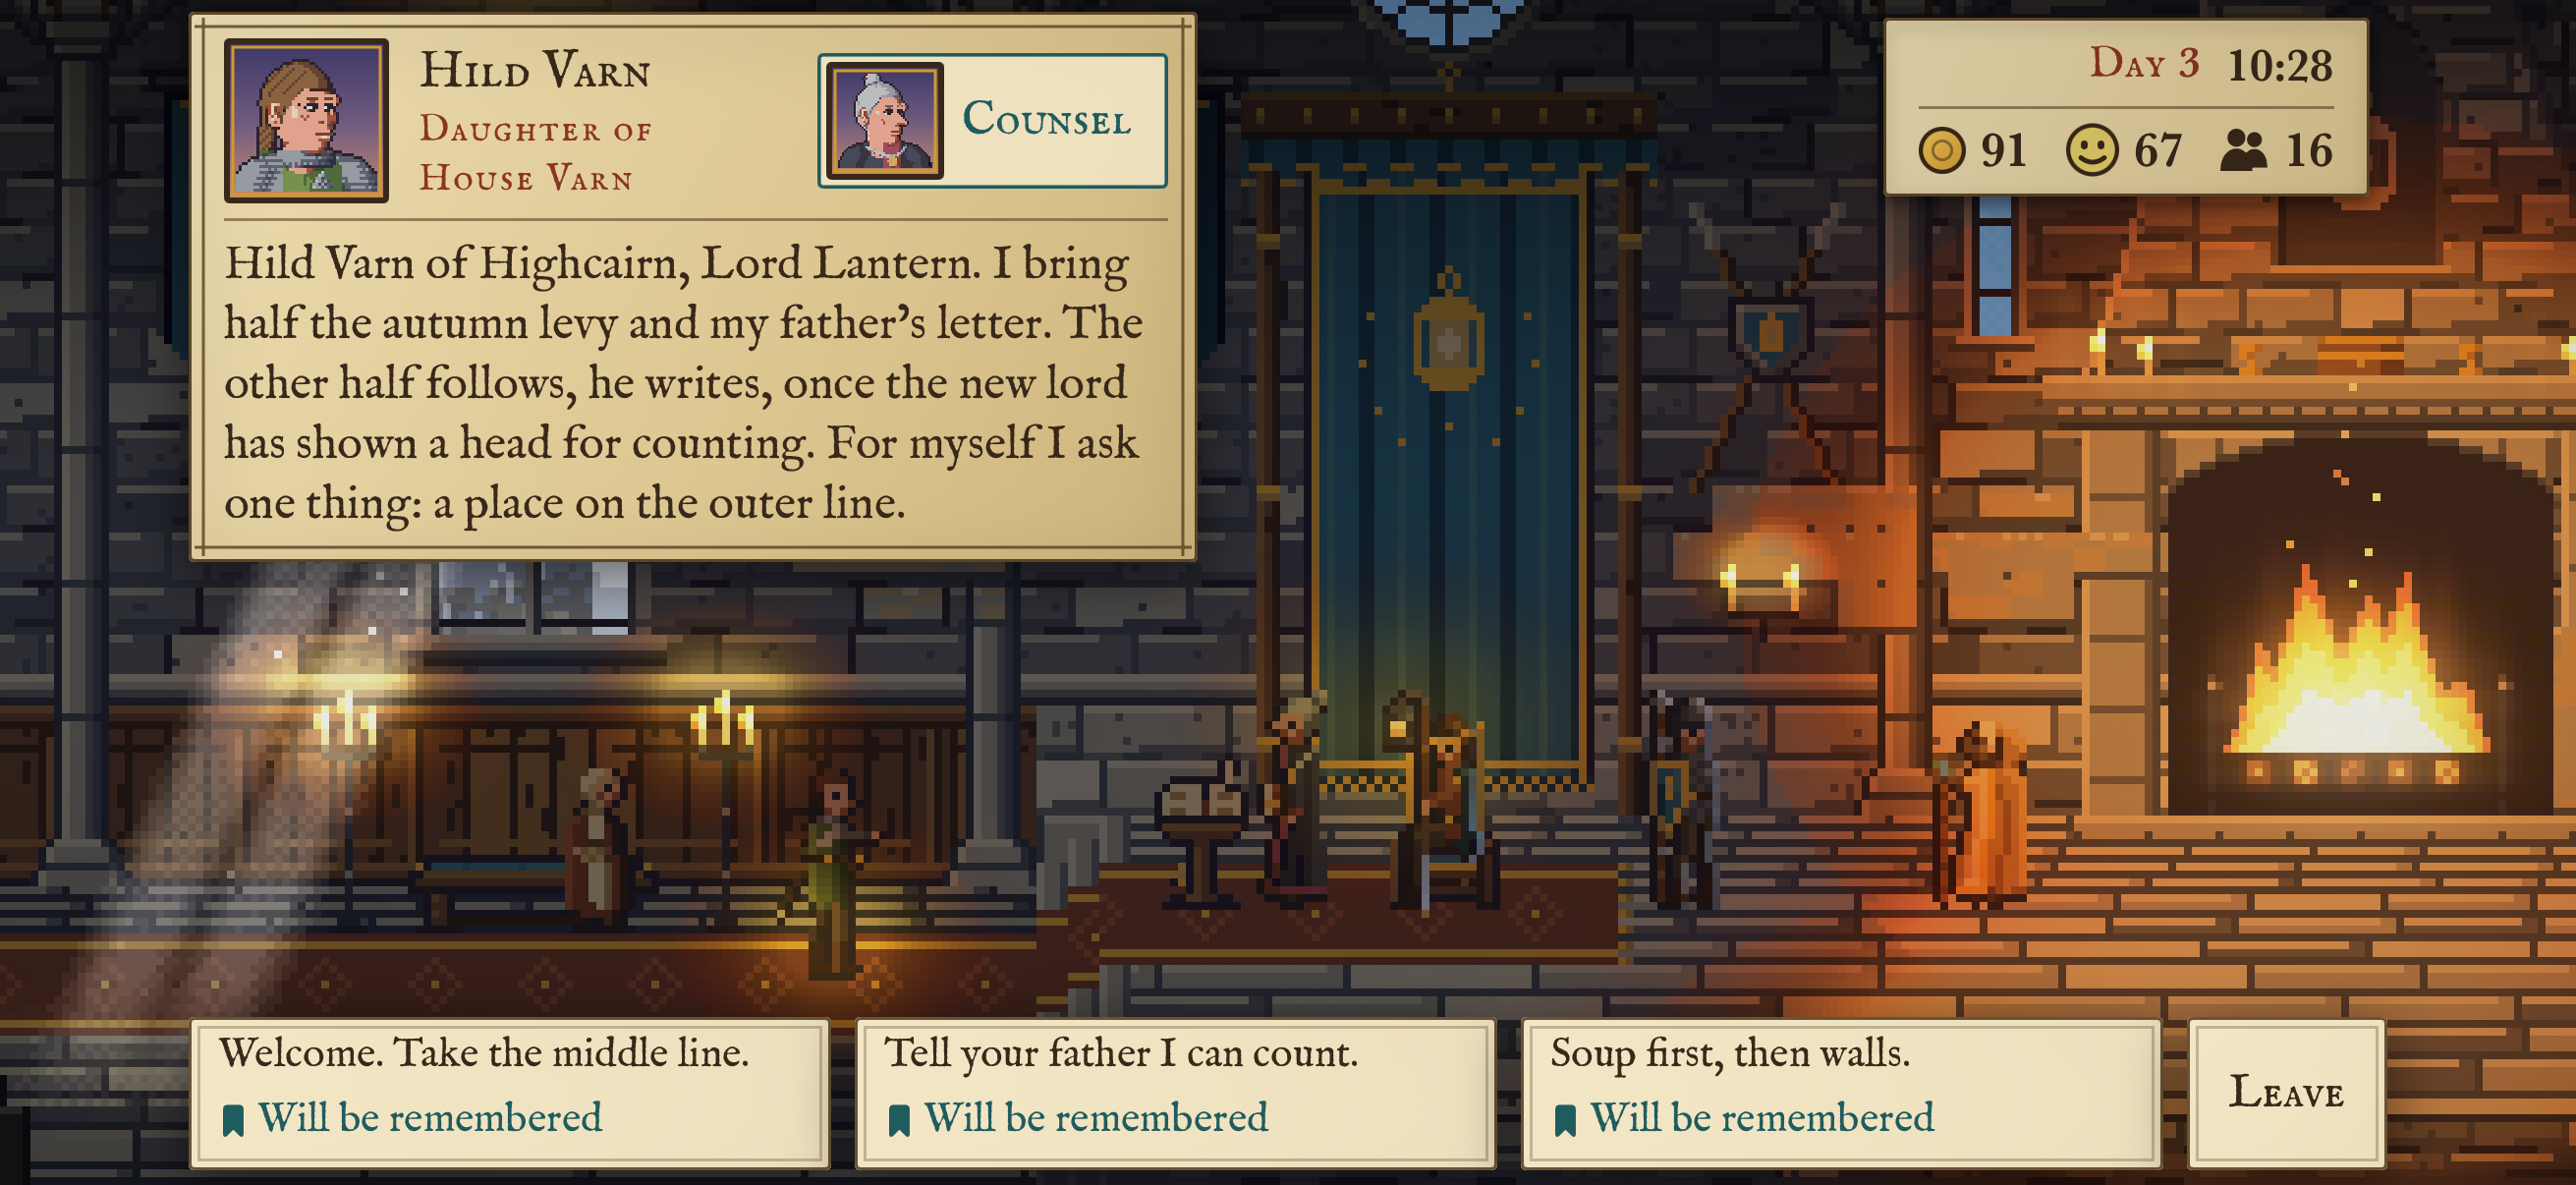 Hild Varn
Daughter of
House Varn
Counsel
Day 3 10:28
91 67 16
Hild Varn of Highcairn, Lord Lantern. I bring
half the autumn levy and my father’s letter. The
other half follows, he writes, once the new lord
has shown a head for counting. For myself I ask
one thing: a place on the outer line.
Welcome. Take the middle line.
Will be remembered
Tell your father I can count.
Will be remembered
Soup first, then walls.
Will be remembered
Leave